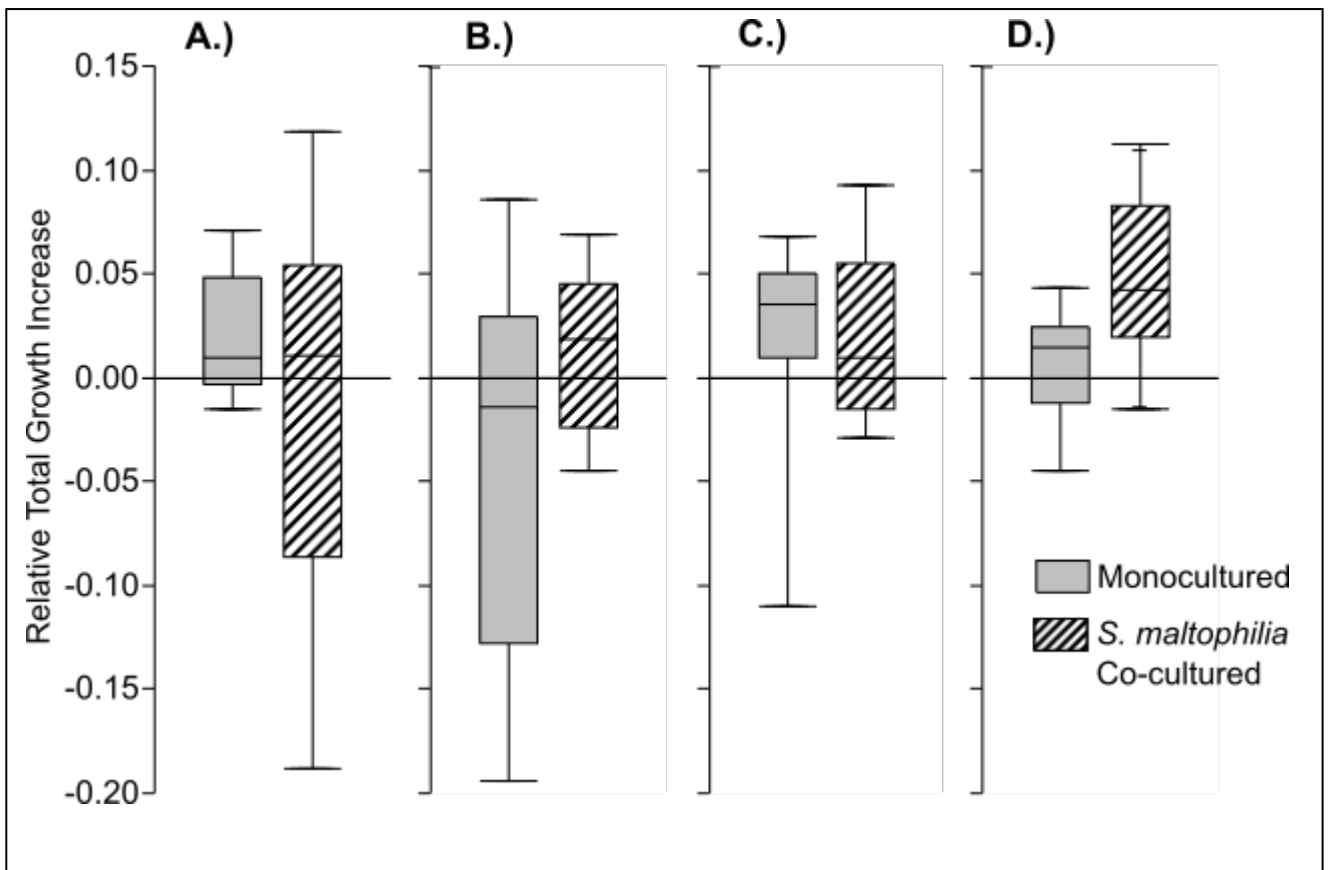 A.)
B.)
C.)
D.)
Relative Total Growth Increase
0.15
0.10
0.05
0.00
-0.05
-0.10
-0.15
-0.20
Monocultured
S. maltophilia
Co-cultured